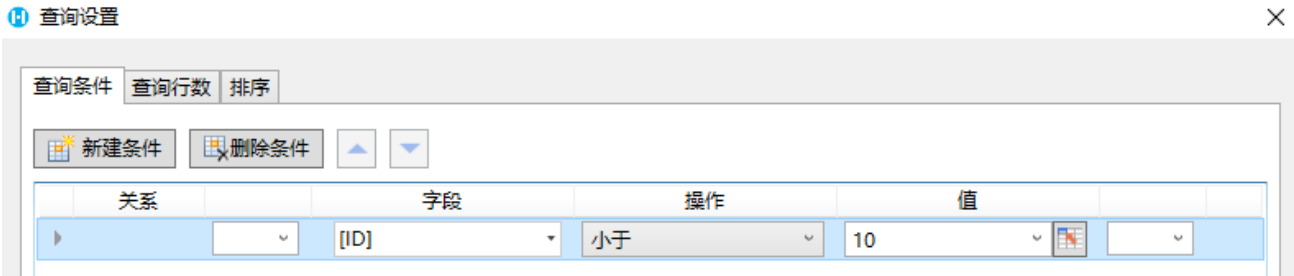 查询设置
查询条件 查询行数 排序
新建条件 删除条件
关系 字段 操作 值
[ID] 小于 10